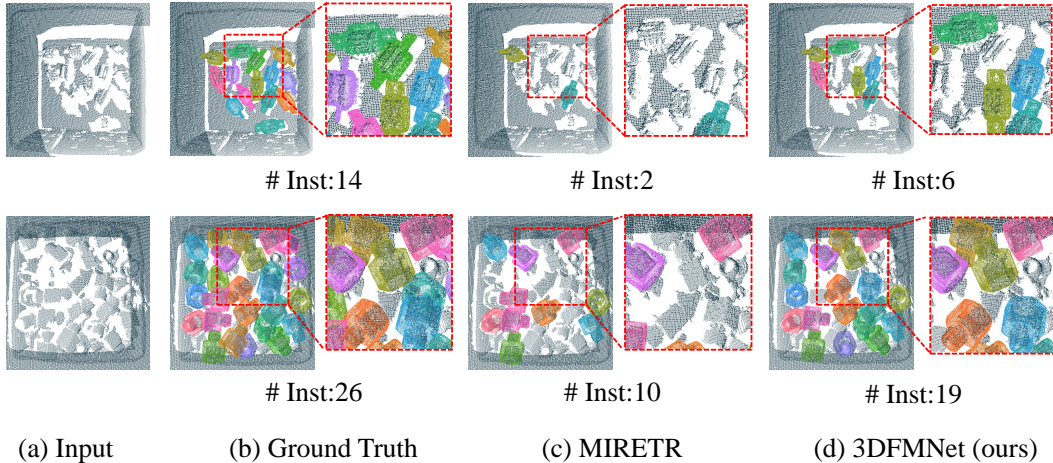 # Inst:14
# Inst:2
# Inst:6
# Inst:26
# Inst:10
# Inst:19
(a) Input
(b) Ground Truth
(c) MIRETR
(d) 3DFMNet (ours)